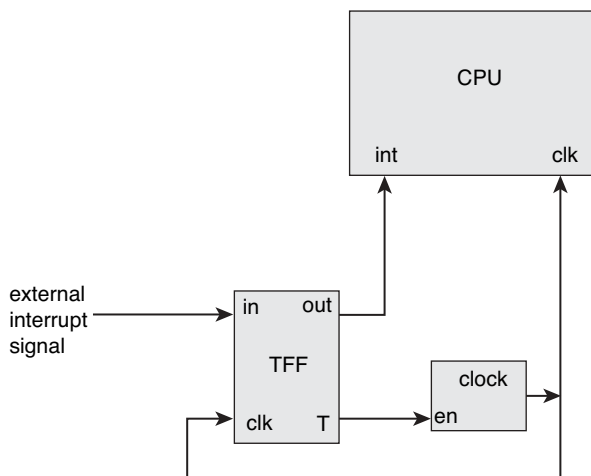 CPU
int clk
external
interrupt
signal
in out
TFF
clk T
clock
en